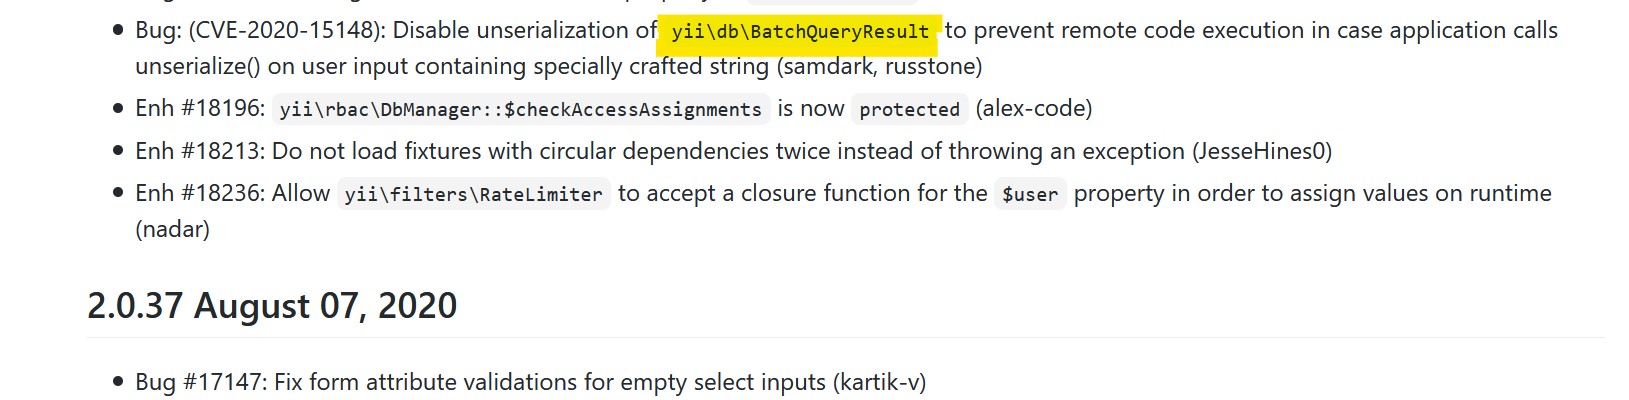 Bug: (CVE-2020-15148): Disable unserialization of yii\db\BatchQueryResult to prevent remote code execution in case application calls
unserialize() on user input containing specially crafted string (samdark, russtone)
Enh #18196: yii\rbac\DbManager::$checkAccessAssignments is now protected (alex-code)
Enh #18213: Do not load fixtures with circular dependencies twice instead of throwing an exception (JesseHines0)
Enh #18236: Allow yii\filters\RateLimiter to accept a closure function for the $user property in order to assign values on runtime
(nadar)
2.0.37 August 07, 2020
Bug #17147: Fix form attribute validations for empty select inputs (kartik-v)